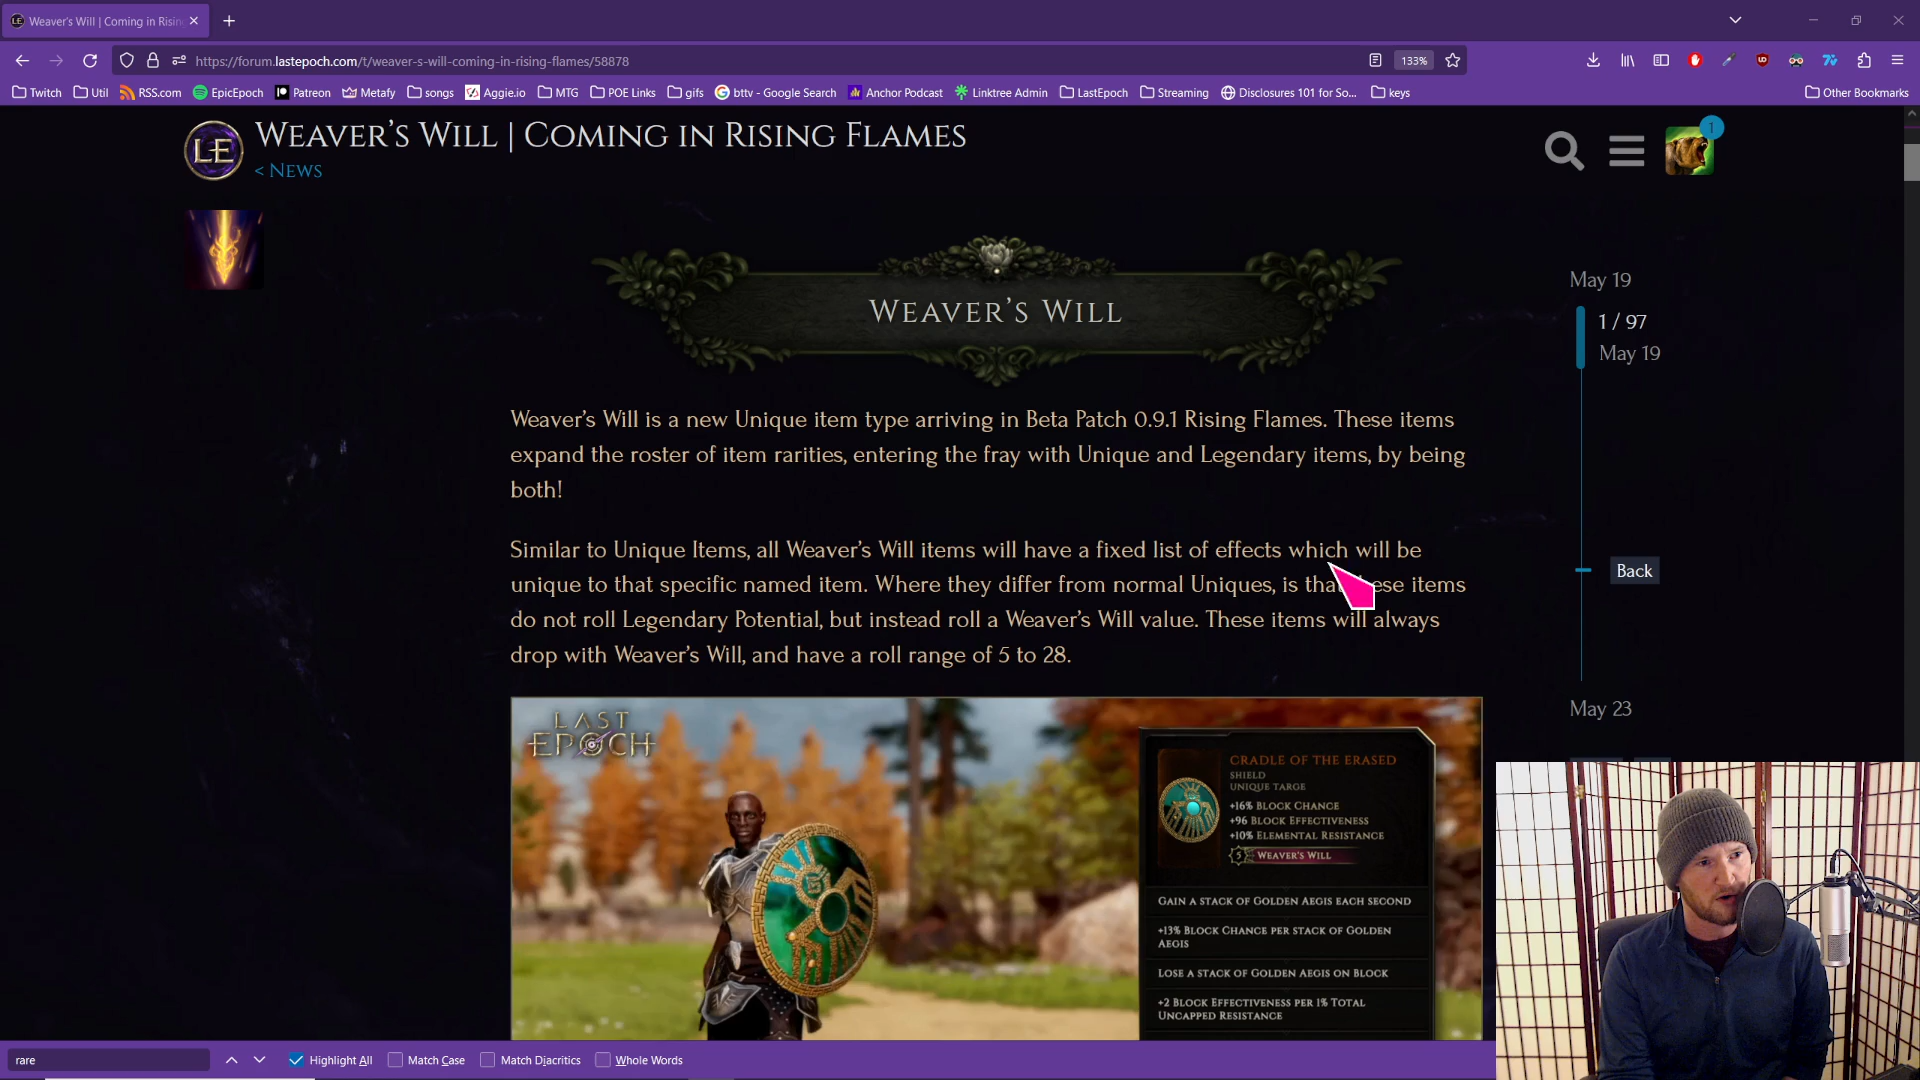 Weaver's Will | Coming in Risin
https://forum.lastepoch.com/t/weaver-s-will-coming-in-rising-flames/58878
133%
Twitch Util RSS.com EpicEpoch Patreon Metafy songs Aggie.io MTG POE Links gifs bttv - Google Search Anchor Podcast Linktree Admin LastEpoch Streaming Disclosures 101 for So... keys Other Bookmarks
LE
Weaver's Will | Coming in Rising Flames
< News
1
Weaver's Will
May 19
1 / 97
May 19
Back
May 23
Weaver's Will is a new Unique item type arriving in Beta Patch 0.9.1 Rising Flames. These items
expand the roster of item rarities, entering the fray with Unique and Legendary items, by being
both!
Similar to Unique Items, all Weaver's Will items will have a fixed list of effects which will be
unique to that specific named item. Where they differ from normal Uniques, is that these items
do not roll Legendary Potential, but instead roll a Weaver's Will value. These items will always
drop with Weaver's Will, and have a roll range of 5 to 28.
LAST
EPOCH
Cradle of the Erased
Shield
Unique Targe
+16% Block Chance
+96 Block Effectiveness
+10% Elemental Resistance
5 Weaver's Will
Gain a stack of Golden Aegis each second
+13% Block Chance per stack of Golden
Aegis
Lose a stack of Golden Aegis on Block
+2 Block Effectiveness per 1% Total
Uncapped Resistance
rare
Highlight All Match Case Match Diacritics Whole Words